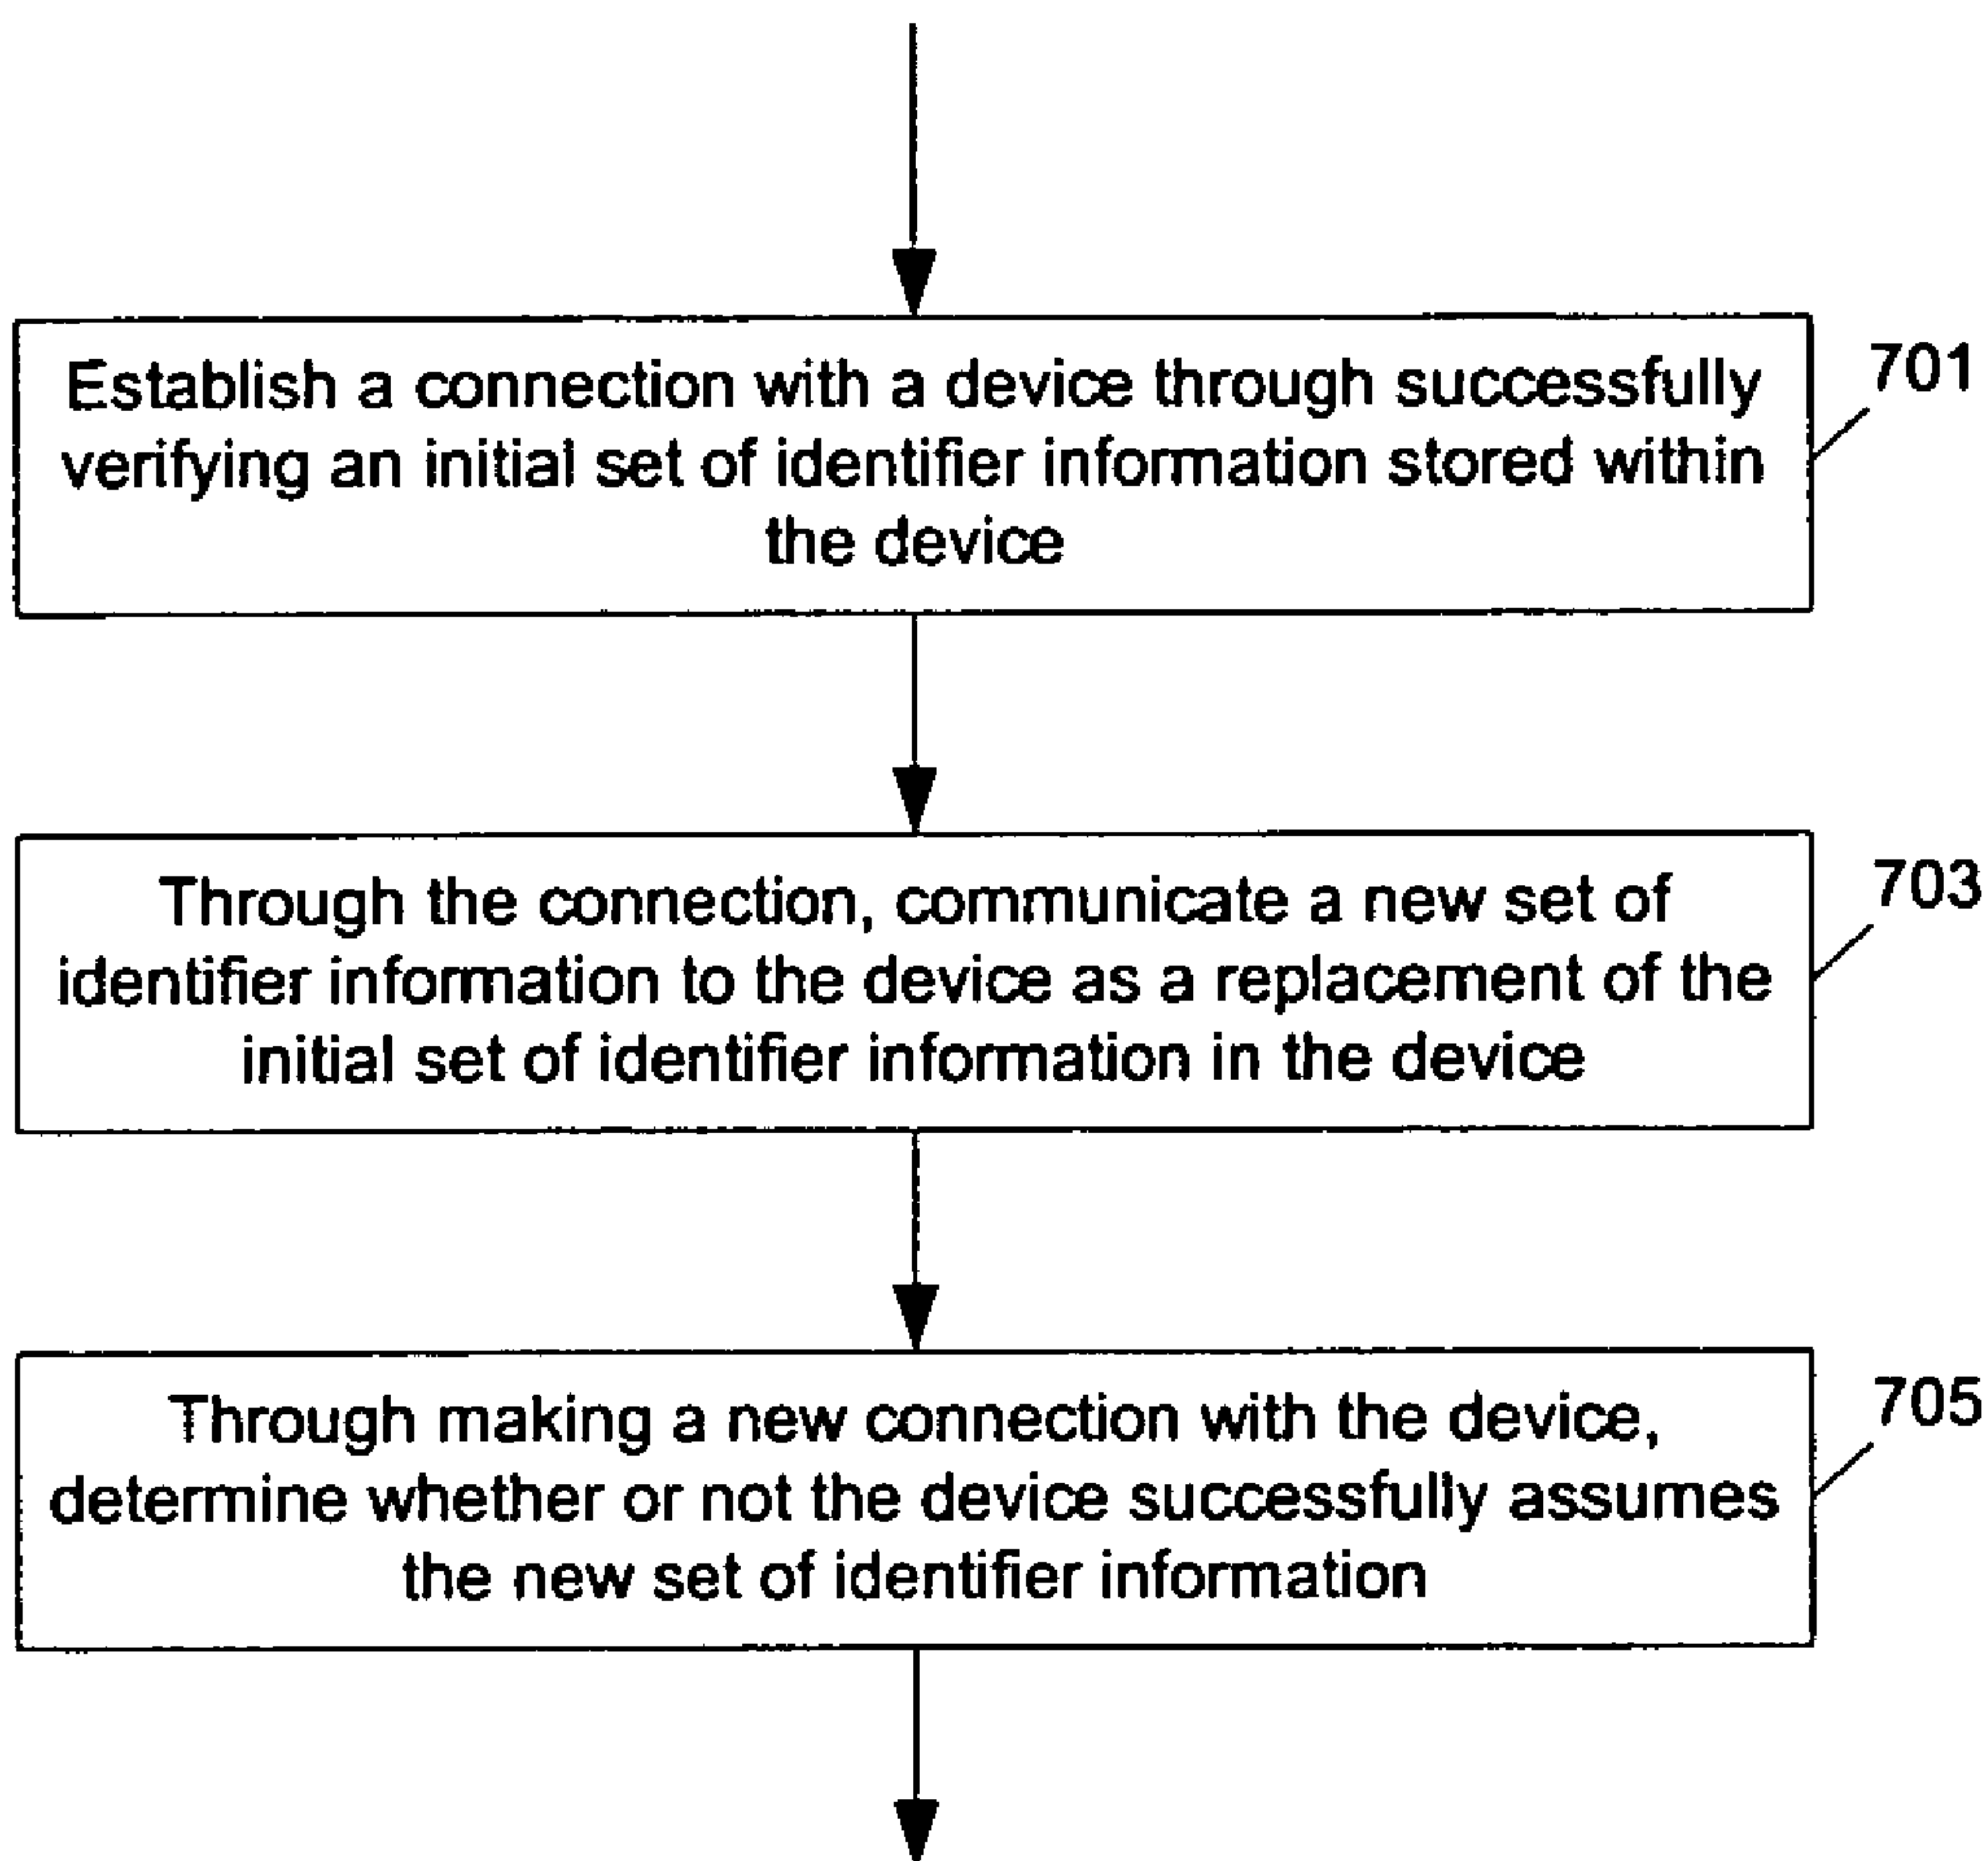 Establish a connection with a device through successfully
verifying an initial set of identifier information stored within
the device
701
Through the connection, communicate a new set of
identifier information to the device as a replacement of the
initial set of identifier information in the device
703
Through making a new connection with the device,
determine whether or not the device successfully assumes
the new set of identifier information
705